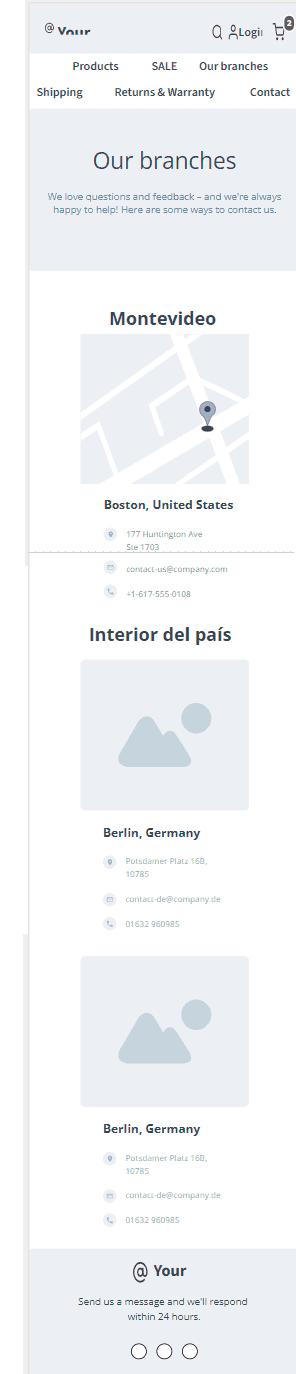 @ Your
Login
2
Products SALE Our branches
Shipping Returns & Warranty Contact
Our branches
We love questions and feedback – and we're always
happy to help! Here are some ways to contact us.
Montevideo
Boston, United States
177 Huntington Ave
Ste 1703
contact-us@company.com
+1-617-555-0108
Interior del país
Berlin, Germany
Potsdamer Platz 16B,
10785
contact-de@company.de
01632 960985
Berlin, Germany
Potsdamer Platz 16B,
10785
contact-de@company.de
01632 960985
@ Your
Send us a message and we'll respond
within 24 hours.